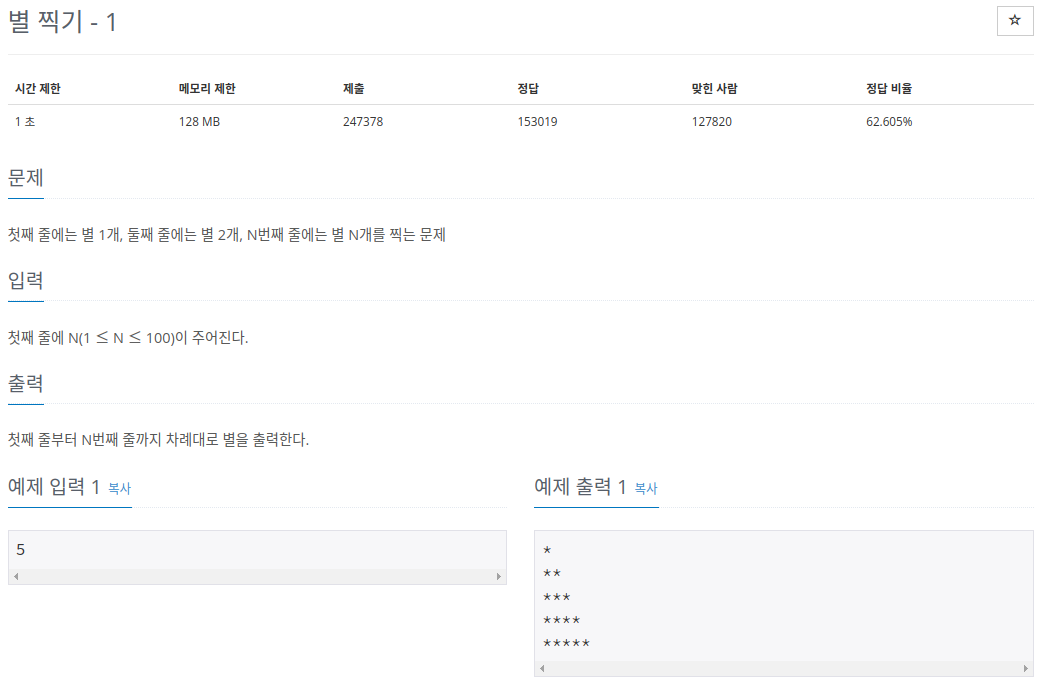 별 찍기 - 1
☆
시간 제한 메모리 제한 제출 정답 맞힌 사람 정답 비율
1 초 128 MB 247378 153019 127820 62.605%
문제
첫째 줄에는 별 1개, 둘째 줄에는 별 2개, N번째 줄에는 별 N개를 찍는 문제
입력
첫째 줄에 N(1 ≤ N ≤ 100)이 주어진다.
출력
첫째 줄부터 N번째 줄까지 차례대로 별을 출력한다.
예제 입력 1 복사
5
예제 출력 1 복사
*
**
***
****
*****